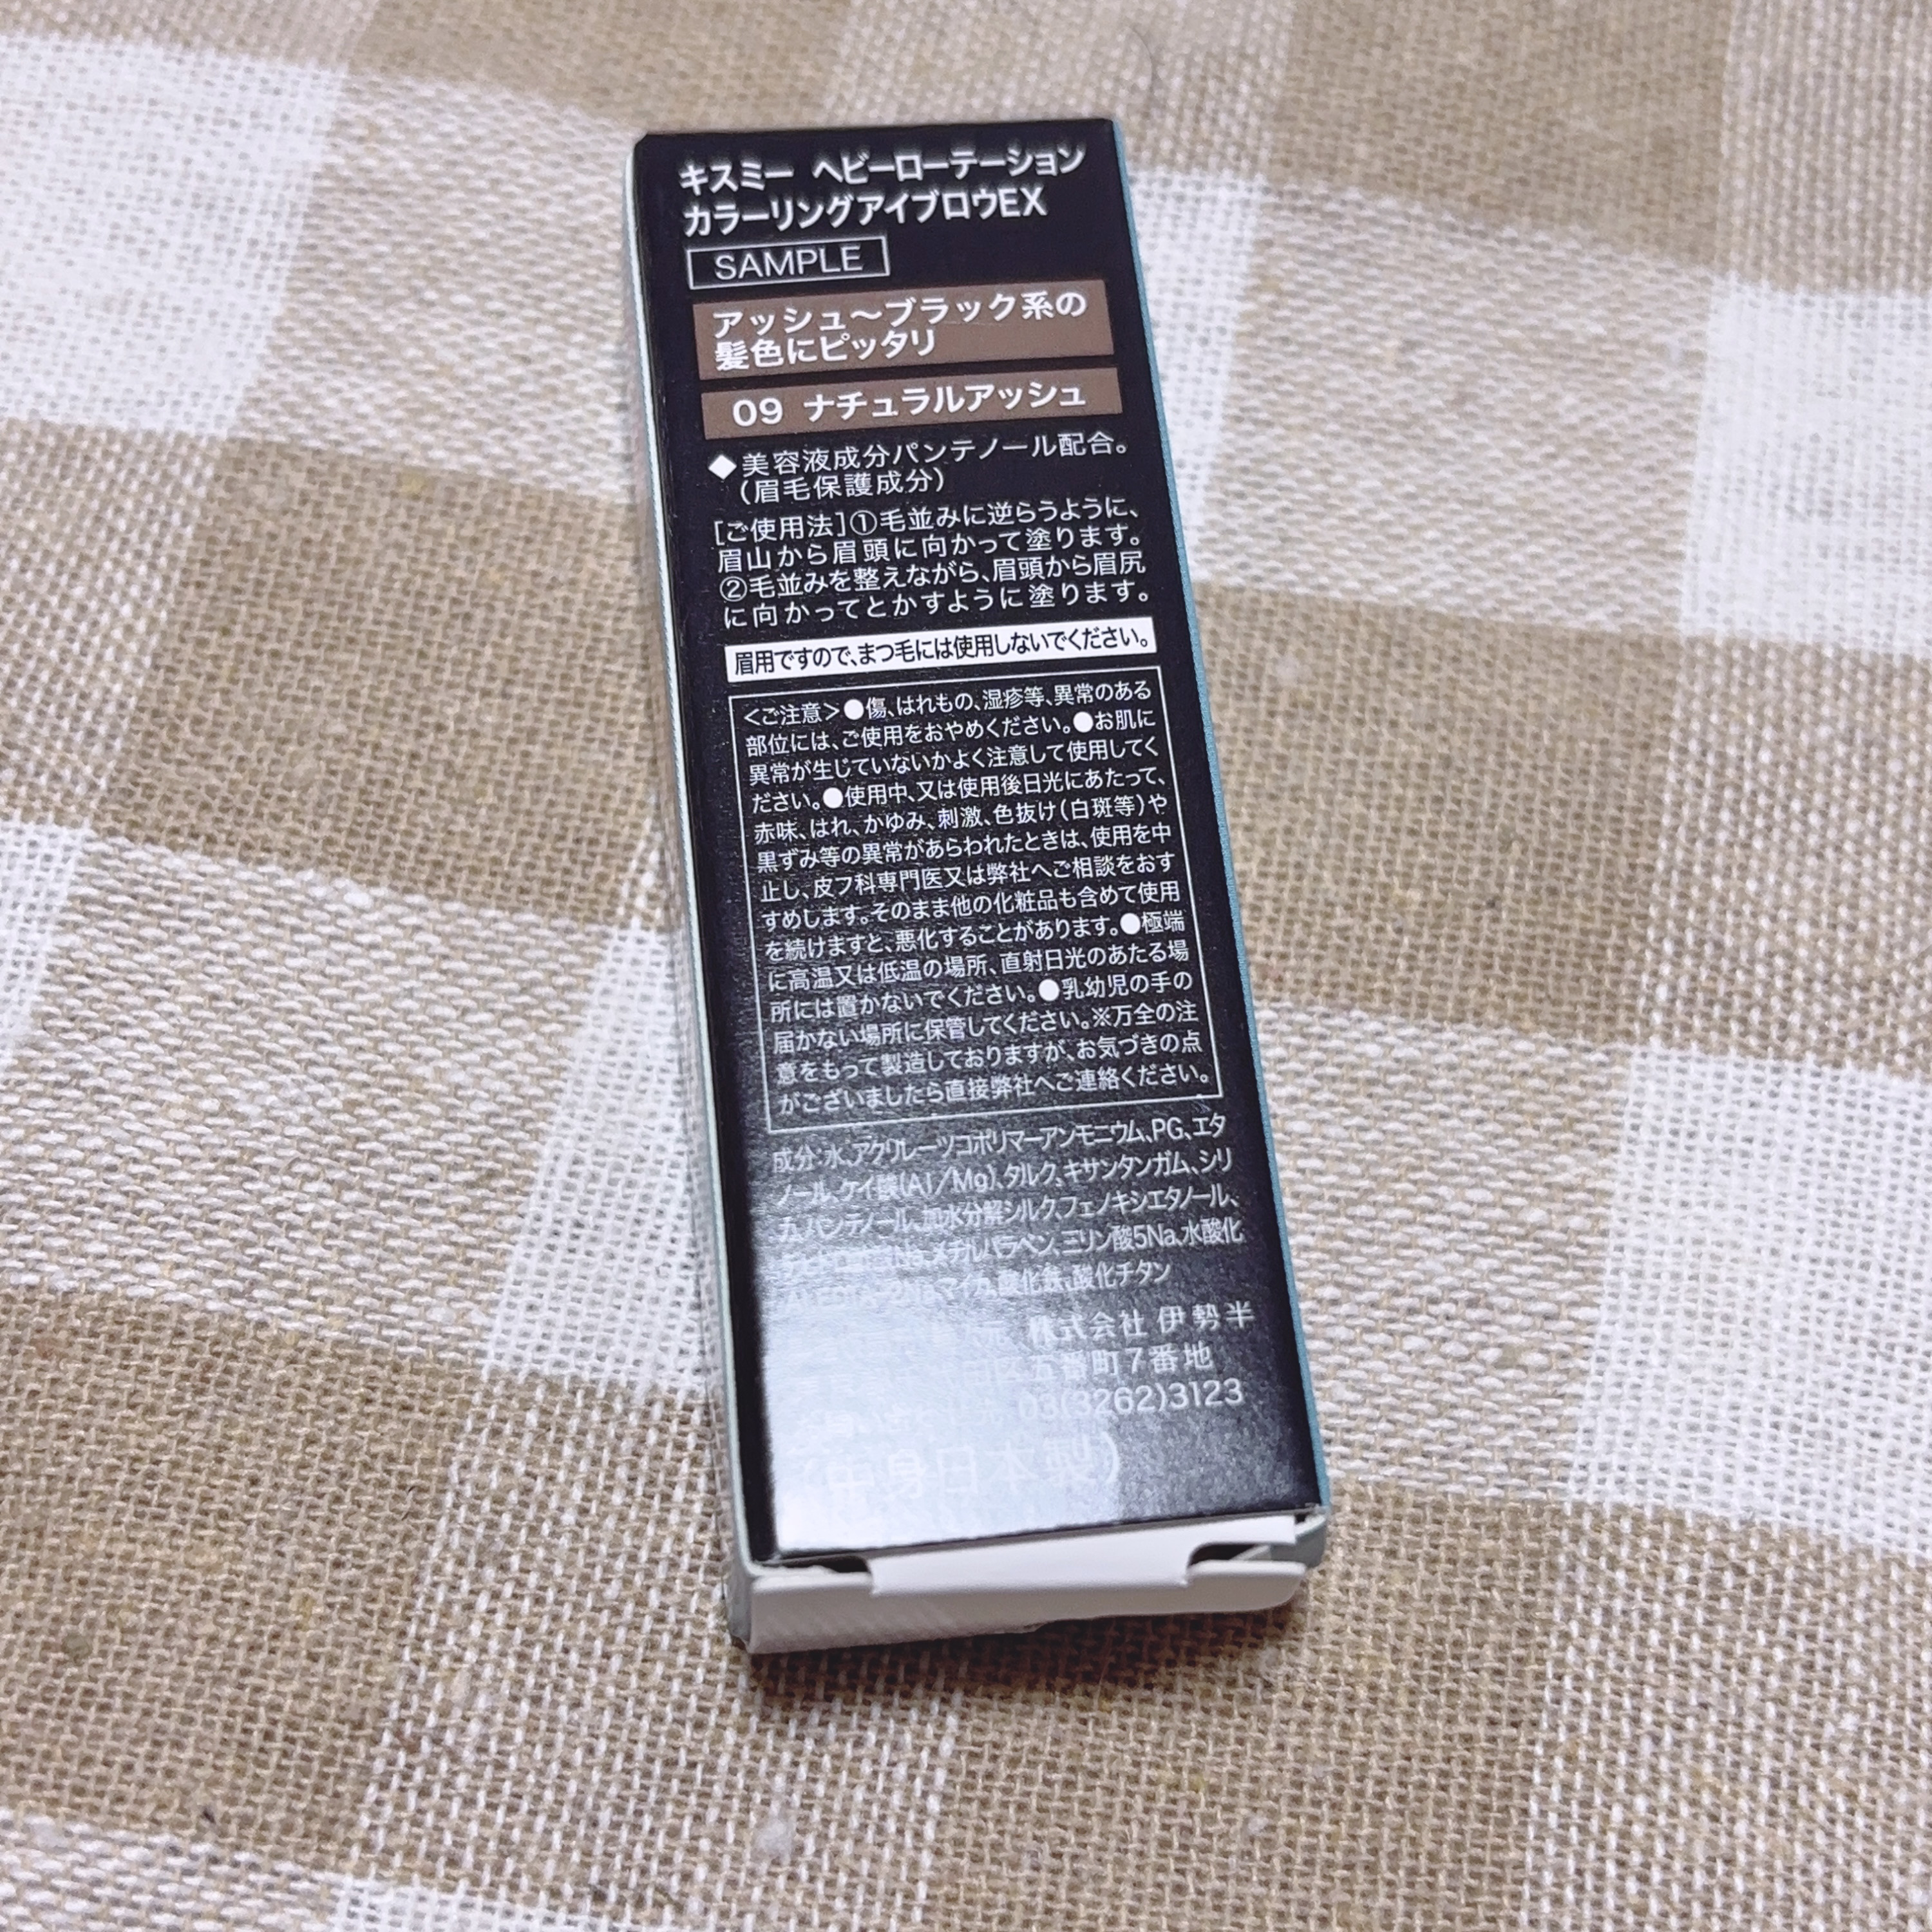 キスミー ヘビーローテーション
カラーリングアイブロウEX
SAMPLE
アッシュ〜ブラック系の
髪色にピッタリ
09 ナチュラルアッシュ
◆美容液成分パンテノール配合。
(眉毛保護成分)
[ご使用法]①毛並みに逆らうように、
眉山から眉頭に向かって塗ります。
②毛並みを整えながら、眉頭から眉尻
に向かってとかすように塗ります。
眉用ですので、まつ毛には使用しないでください。
<ご注意>●傷、はれもの、湿疹等、異常のある
部位には、ご使用をおやめください。●お肌に
異常が生じていないかよく注意して使用してく
ださい。●使用中、又は使用後日光にあたって、
赤味、はれ、かゆみ、刺激、色抜け(白斑等)や
黒ずみ等の異常があらわれたときは、使用を中
止し、皮フ科専門医又は弊社へご相談をおす
すめします。そのまま他の化粧品も含めて使用
を続けますと、悪化することがあります。●極端
に高温又は低温の場所、直射日光のあたる場
所には置かないでください。●乳幼児の手の
届かない場所に保管してください。※万全の注
意をもって製造しておりますが、お気づきの点
がございましたら直接弊社へご連絡ください。
成分:水、アクリレーツコポリマーアンモニウム、PG、エタ
ノール、ケイ酸(Al/Mg)、タルク、キサンタンガム、シリ
カ、パンテノール、加水分解シルク、フェノキシエタノール、
メチルパラベン、ミリン酸5Na、水酸化
マイカ、酸化鉄、酸化チタン
元 株式会社 伊勢半
区五番町7番地
03(3262)3123
(中身日本製)